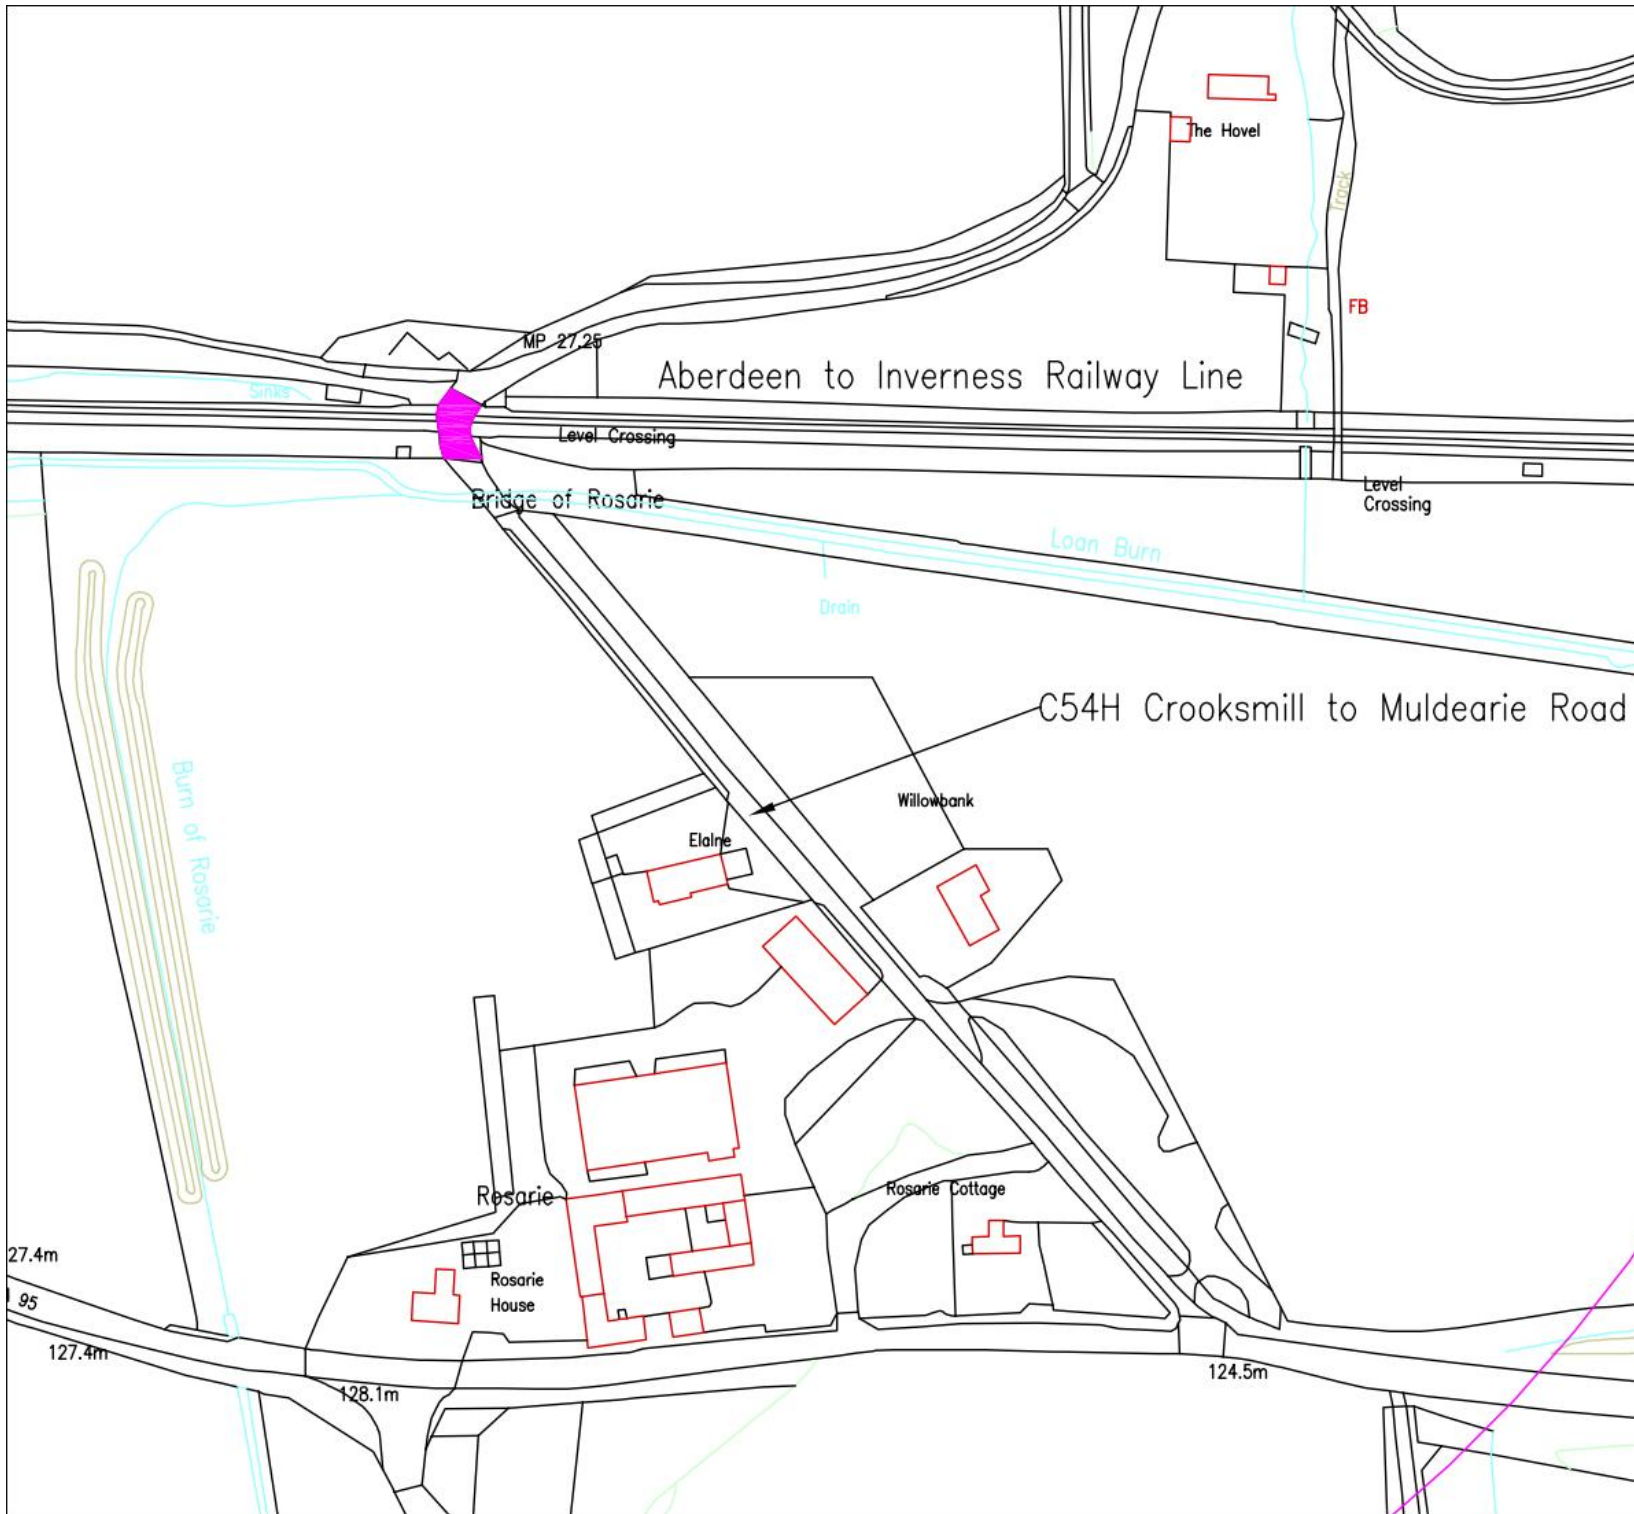 The Hovel
Track
FB
MP 27.25
Aberdeen to Inverness Railway Line
Sinks
Level Crossing
Level
Crossing
Bridge of Rosarie
Loan Burn
Drain
C54H Crooksmill to Muldearie Road
Burn of Rosarie
Willowbank
Elaine
Rosarie Cottage
Rosarie
Rosarie
House
27.4m
95
127.4m
128.1m
124.5m